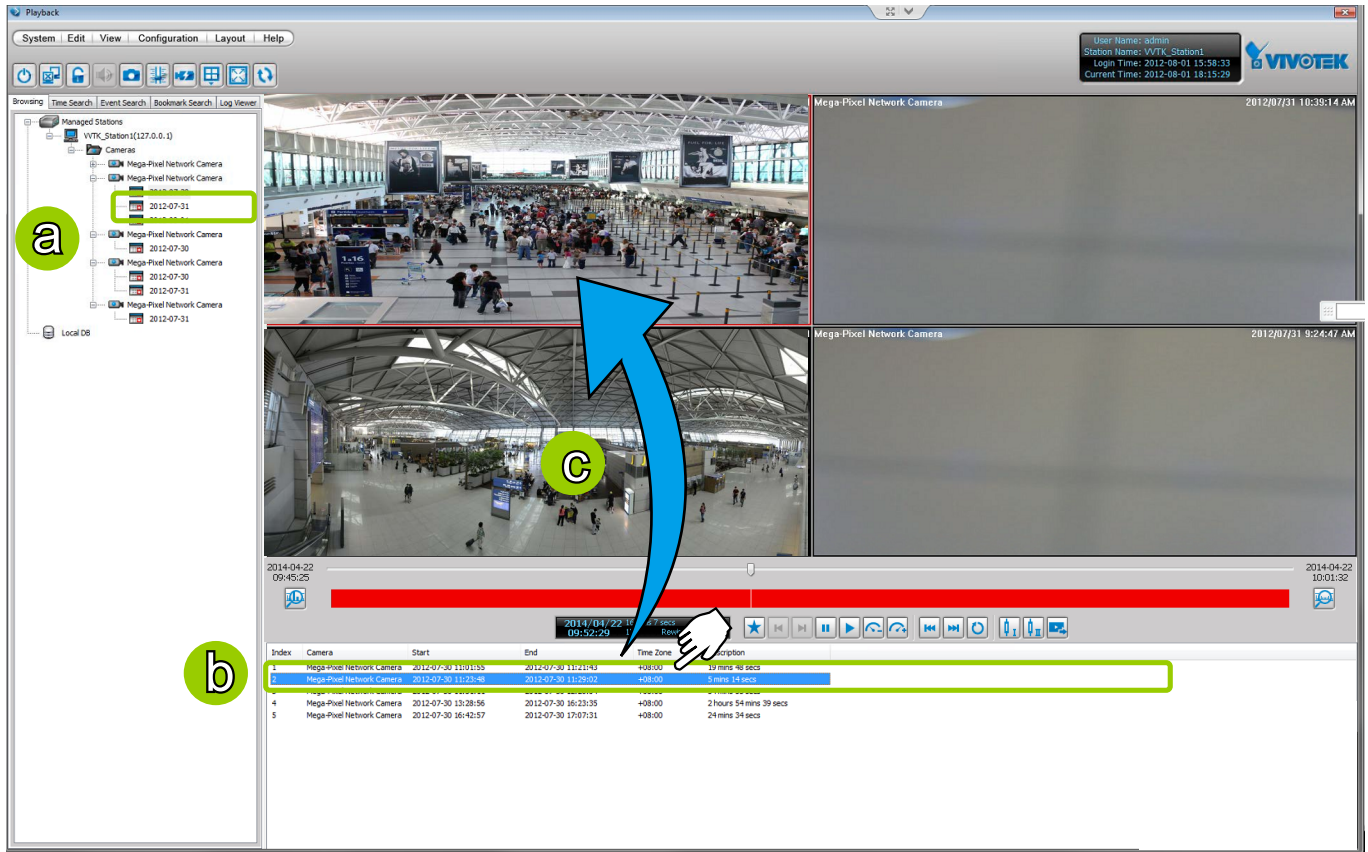 Playback
System Edit View Configuration Layout Help
User Name: admin
Station Name: VVTK_Station1
Login Time: 2012-08-01 15:58:33
Current Time: 2012-08-01 18:15:29
VIVOTEK
Browsing Time Search Event Search Bookmark Search Log Viewer
Managed Stations
VVTK_Station1(127.0.0.1)
Cameras
Mega-Pixel Network Camera
Mega-Pixel Network Camera
2012-07-31
Mega-Pixel Network Camera
2012-07-30
Mega-Pixel Network Camera
2012-07-30
2012-07-31
Mega-Pixel Network Camera
2012-07-31
Local DB
a
Mega-Pixel Network Camera 2012/07/31 10:39:14 AM
1.16
Mega-Pixel Network Camera 2012/07/31 9:24:47 AM
c
2014-04-22
09:45:25
2014-04-22
10:01:32
2014/04/22
09:52:29
b
Index Camera Start End Time Zone
1 Mega-Pixel Network Camera 2012-07-30 11:01:55 2012-07-30 11:21:43 +08:00 19 mins 48 secs
2 Mega-Pixel Network Camera 2012-07-30 11:23:48 2012-07-30 11:29:02 +08:00 5 mins 14 secs
4 Mega-Pixel Network Camera 2012-07-30 13:28:56 2012-07-30 16:23:35 +08:00 2 hours 54 mins 39 secs
5 Mega-Pixel Network Camera 2012-07-30 16:42:57 2012-07-30 17:07:31 +08:00 24 mins 34 secs